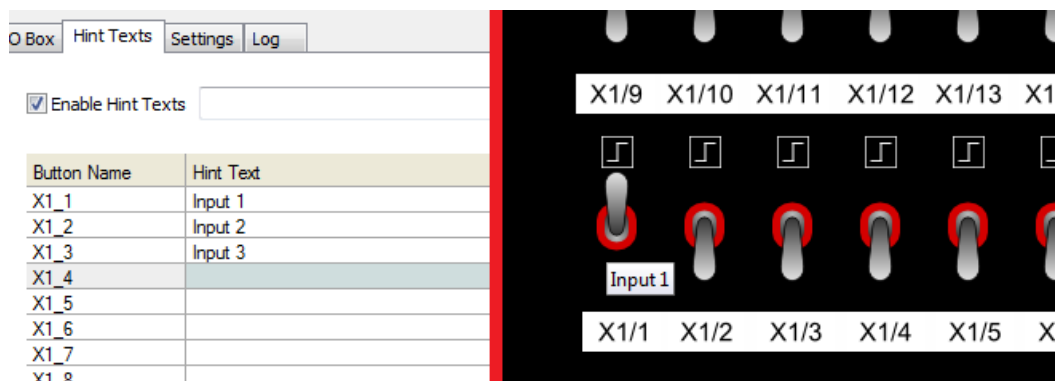 O Box Hint Texts Settings Log
Enable Hint Texts
Button Name Hint Text
X1_1 Input 1
X1_2 Input 2
X1_3 Input 3
X1_4
X1_5
X1_6
X1_7
X1_8
X1/9 X1/10 X1/11 X1/12 X1/13 X1
Input 1
X1/1 X1/2 X1/3 X1/4 X1/5 X